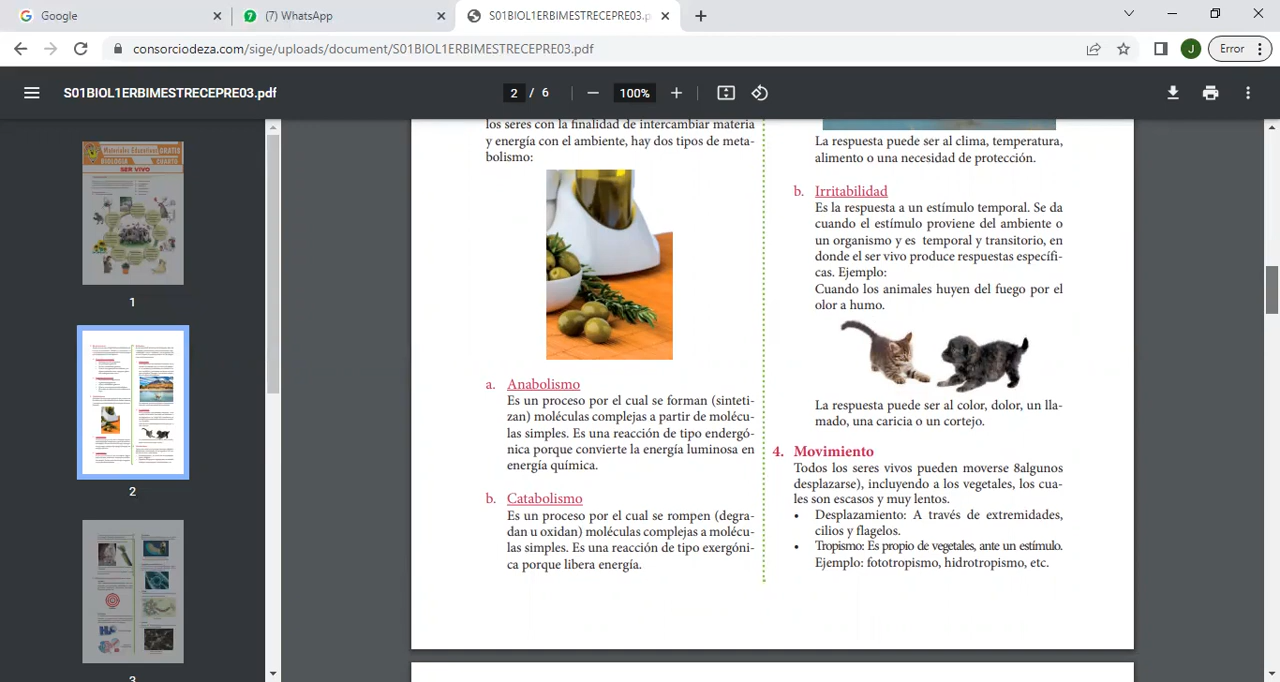 Google
(7) WhatsApp
S01BIOL1ERBIMESTRECEPRE03.p
consorciodeza.com/sige/uploads/document/S01BIOL1ERBIMESTRECEPRE03.pdf
J
Error
S01BIOL1ERBIMESTRECEPRE03.pdf
2 / 6
100%
Materiales Educativos GRATIS
BIOLOGIA CUARTO
SER VIVO
1
2
3
los seres con la finalidad de intercambiar materia
y energía con el ambiente, hay dos tipos de meta-
bolismo:
a. Anabolismo
Es un proceso por el cual se forman (sinteti-
zan) moléculas complejas a partir de molécu-
las simples. Es una reacción de tipo endergó-
nica porque convierte la energía luminosa en
energía química.
b. Catabolismo
Es un proceso por el cual se rompen (degra-
dan u oxidan) moléculas complejas a molécu-
las simples. Es una reacción de tipo exergóni-
ca porque libera energía.
La respuesta puede ser al clima, temperatura,
alimento o una necesidad de protección.
b. Irritabilidad
Es la respuesta a un estímulo temporal. Se da
cuando el estímulo proviene del ambiente o
un organismo y es temporal y transitorio, en
donde el ser vivo produce respuestas específi-
cas. Ejemplo:
Cuando los animales huyen del fuego por el
olor a humo.
La respuesta puede ser al color, dolor, un lla-
mado, una caricia o un cortejo.
4. Movimiento
Todos los seres vivos pueden moverse 8algunos
desplazarse), incluyendo a los vegetales, los cua-
les son escasos y muy lentos.
• Desplazamiento: A través de extremidades,
cilios y flagelos.
• Tropismo: Es propio de vegetales, ante un estímulo.
Ejemplo: fototropismo, hidrotropismo, etc.